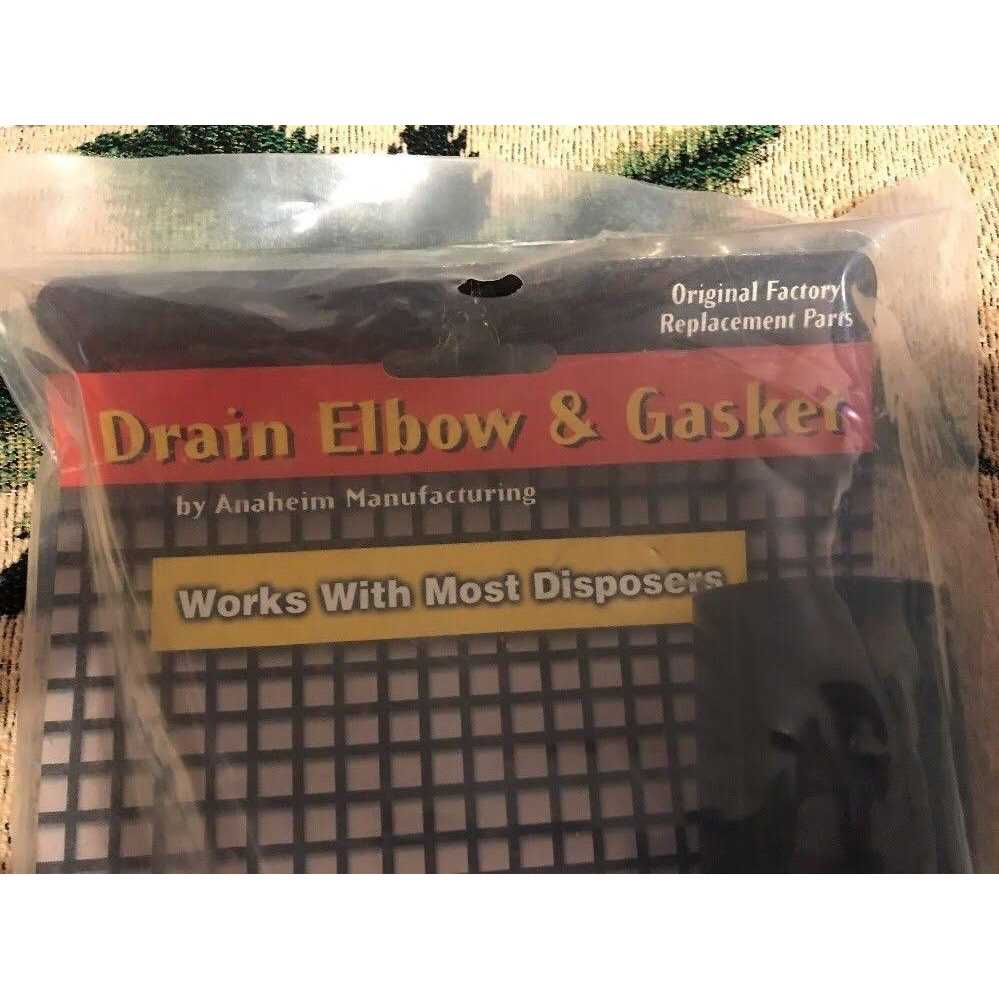 Original Factory
Replacement Parts
Drain Elbow & Gasket
by Anaheim Manufacturing
Works With Most Disposers